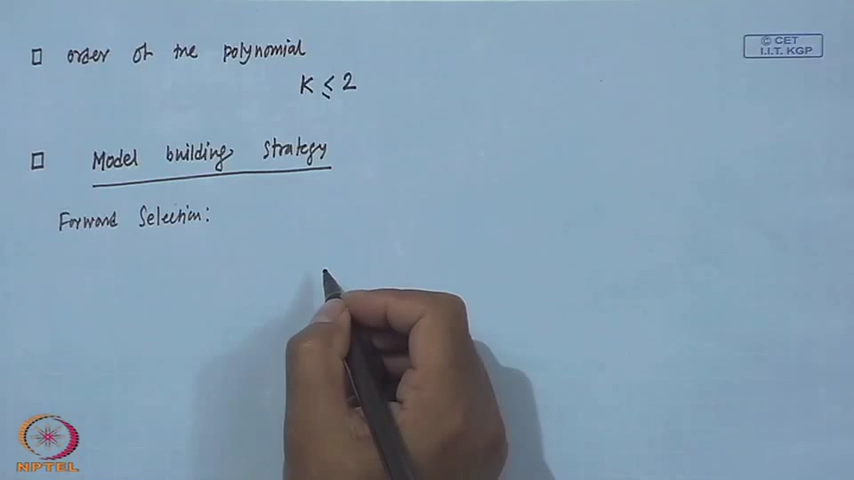 order of the polynomial
© CET
I.I.T. KGP
K ≤ 2
Model building strategy
Forward Selection:
NPTEL